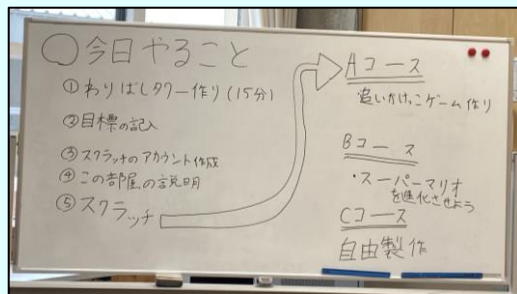 ○今日やること
①わりばしタワー作り(15分)
②目標の記入
③スクラッチのアカウント作成
④この部屋の説明
⑤スクラッチ
Aコース
追いかけっこゲーム作り
Bコース
・スーパーマリオ
を進化させよう
Cコース
自由製作